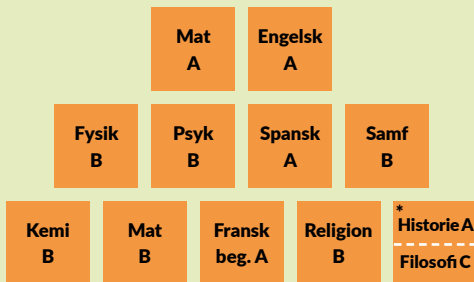 Mat Engelsk
A A
Fysik Psyk Spansk Samf
B B A B
Kemi Mat Fransk Religion
B B beg. A B
*
Historie A
Filosofi C